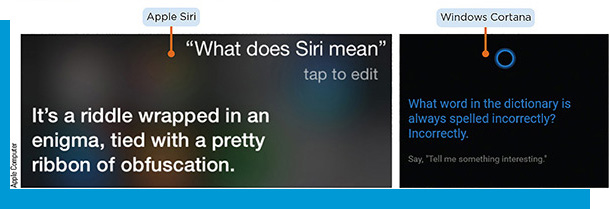 Apple Siri
Windows Cortana
“What does Siri mean”
tap to edit
It’s a riddle wrapped in an
enigma, tied with a pretty
ribbon of obfuscation.
Apple Computer
What word in the dictionary is
always spelled incorrectly?
Incorrectly.
Say, "Tell me something interesting."